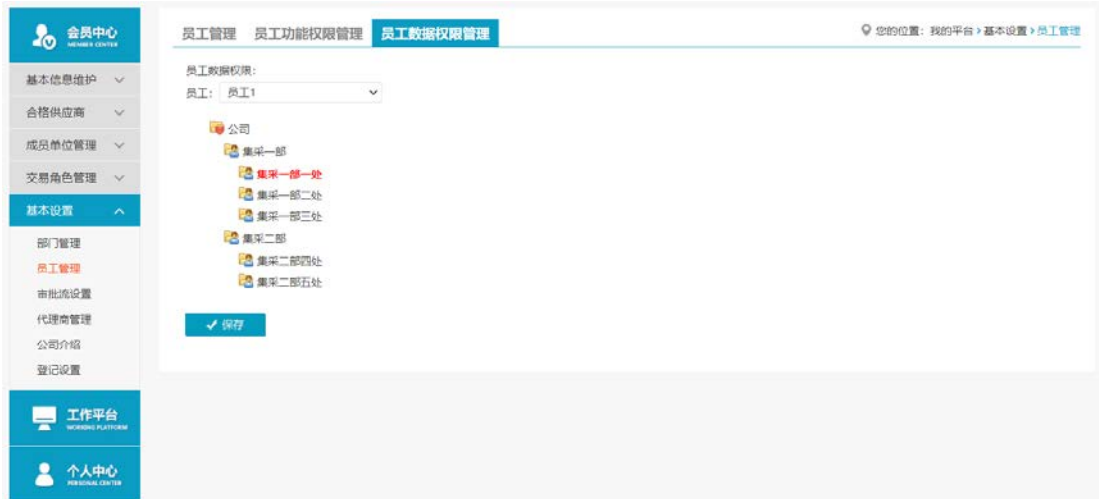 会员中心
MEMBER CENTER
基本信息维护
合格供应商
成员单位管理
交易角色管理
基本设置
部门管理
员工管理
审批流设置
代理商管理
公司介绍
登记设置
工作平台
WORKING PLATFORM
个人中心
PERSONAL CENTER
员工管理 员工功能权限管理 员工数据权限管理
您的位置：我的平台 › 基本设置 › 员工管理
员工数据权限：
员工： 员工1
公司
集采一部
集采一部一处
集采一部二处
集采一部三处
集采二部
集采二部四处
集采二部五处
保存